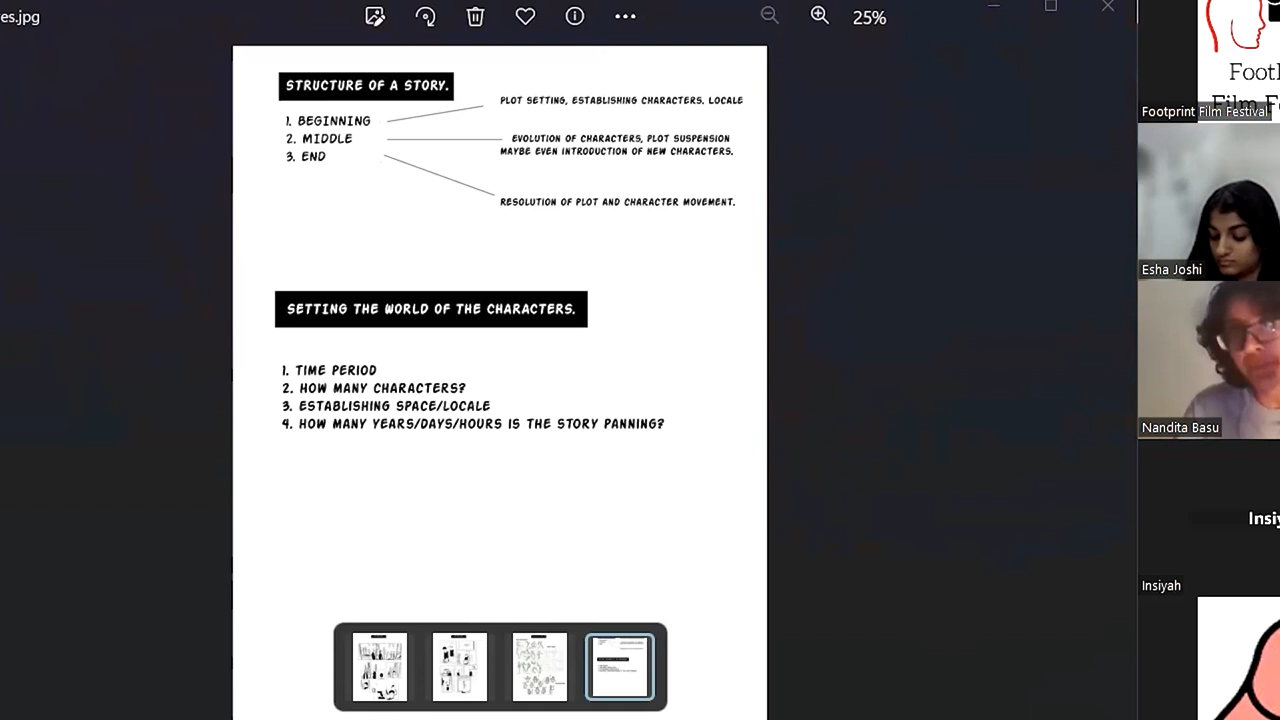 es.jpg
25%
STRUCTURE OF A STORY.
1. BEGINNING
2. MIDDLE
3. END
PLOT SETTING, ESTABLISHING CHARACTERS, LOCALE
EVOLUTION OF CHARACTERS, PLOT SUSPENSION
MAYBE EVEN INTRODUCTION OF NEW CHARACTERS.
RESOLUTION OF PLOT AND CHARACTER MOVEMENT.
SETTING THE WORLD OF THE CHARACTERS.
1. TIME PERIOD
2. HOW MANY CHARACTERS?
3. ESTABLISHING SPACE/LOCALE
4. HOW MANY YEARS/DAYS/HOURS IS THE STORY PANNING?
Footprint Film Festival
Esha Joshi
Nandita Basu
Insiyah